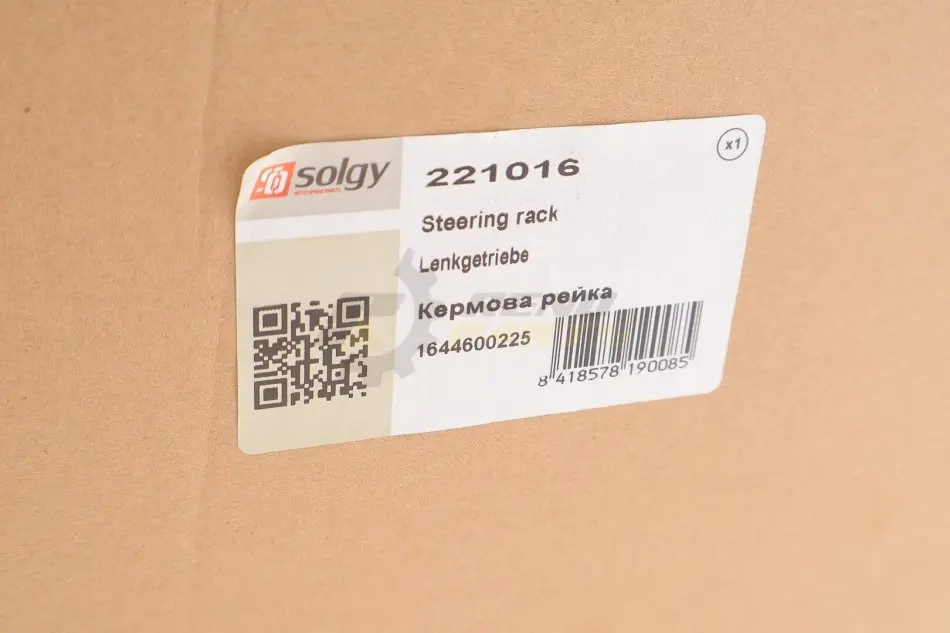 solgy
x1
221016
Steering rack
Lenkgetriebe
Кермова рейка
1644600225
8 418578 190085